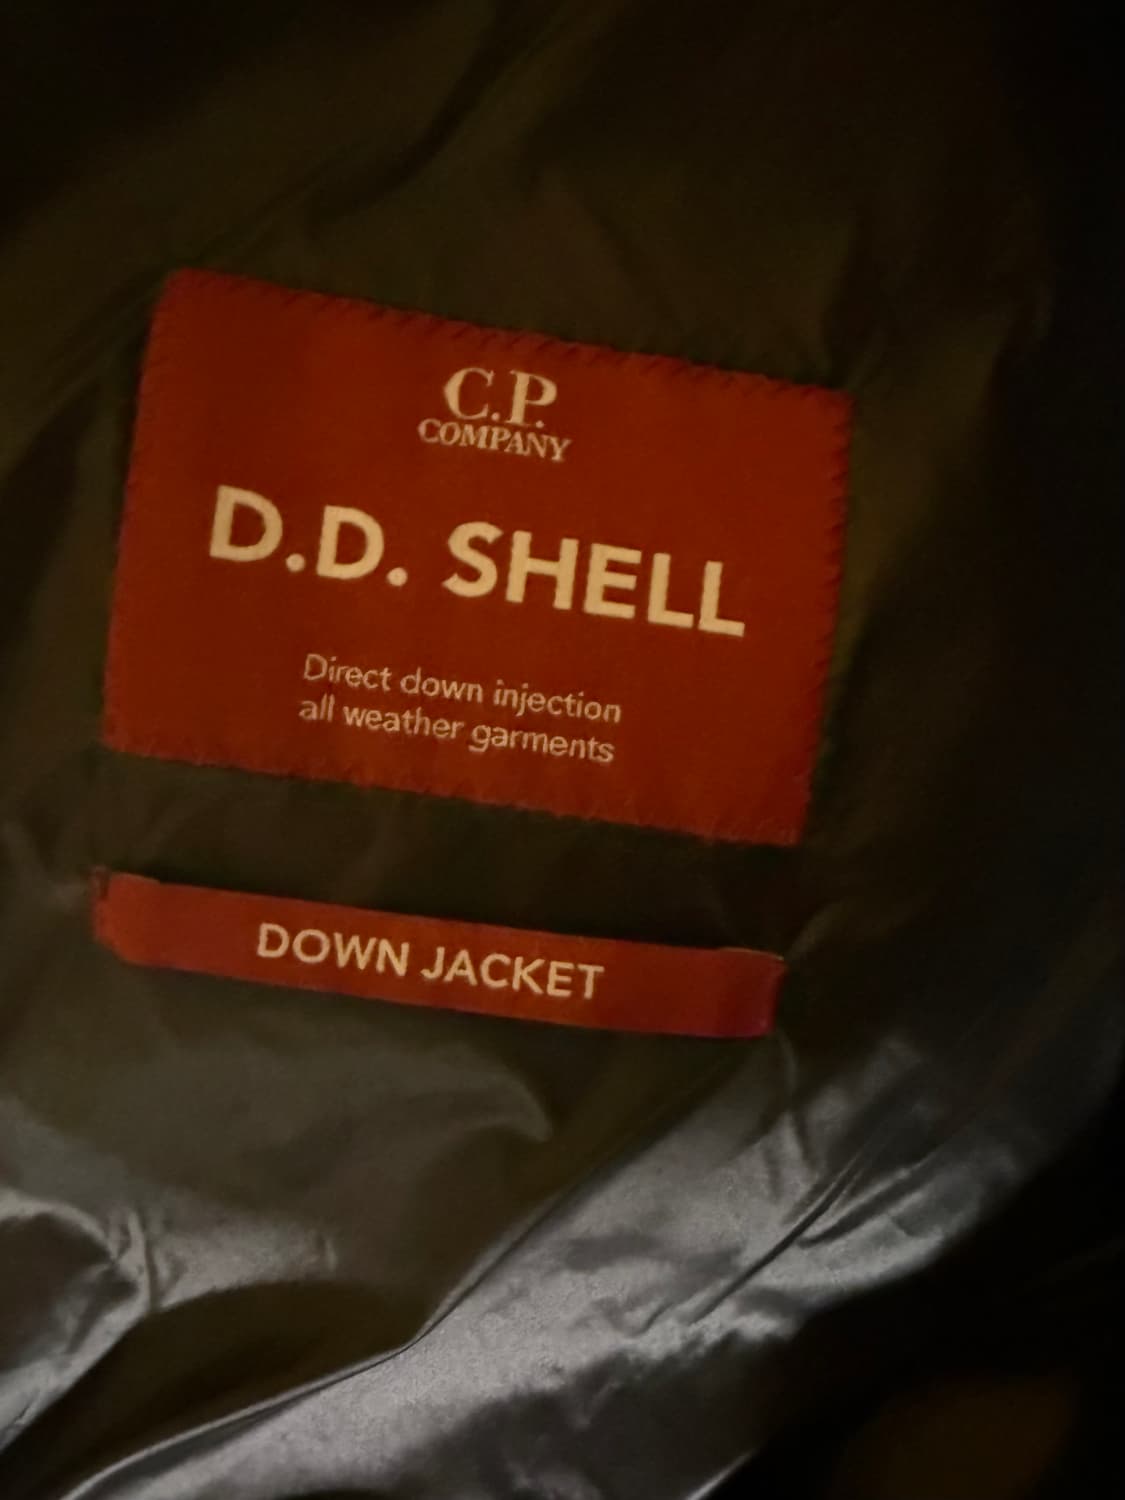 C.P.
COMPANY
D.D. SHELL
Direct down injection
all weather garments
DOWN JACKET